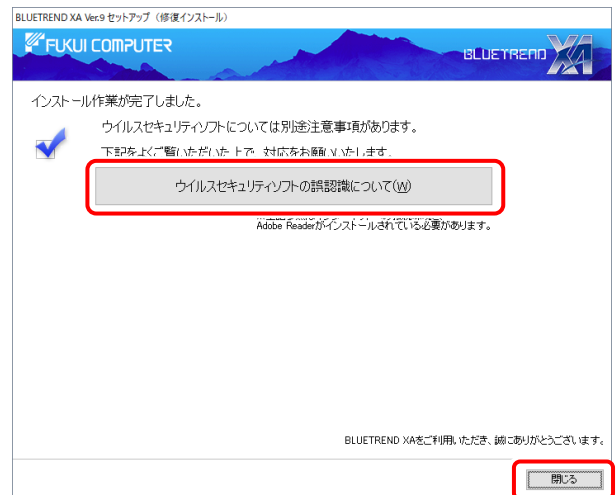 BLUETREND XA Ver.9 セットアップ（修復インストール）
FUKUI COMPUTER
BLUETREND XA
インストール作業が完了しました。
ウイルスセキュリティソフトについては別途注意事項があります。
下記をよくご覧いただいた上で、対応をお願いいたします。
ウイルスセキュリティソフトの誤認識について(W)
Adobe Readerがインストールされている必要があります。
BLUETREND XAをご利用いただき、誠にありがとうございます。
閉じる